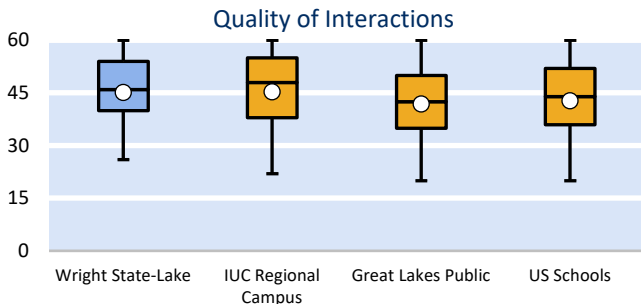 Quality of Interactions
60
45
30
15
0
Wright State-Lake
IUC Regional
Campus
Great Lakes Public
US Schools